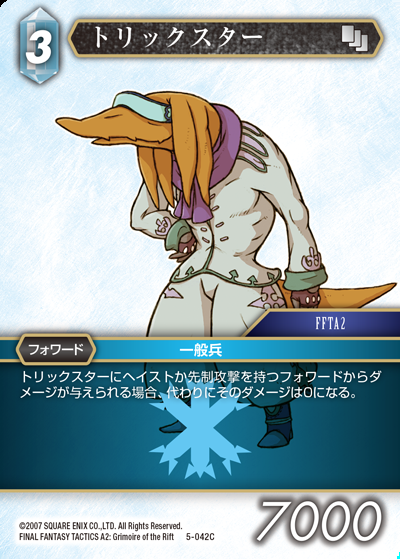 3
トリックスター
FFTA2
フォワード
一般兵
トリックスターにヘイストか先制攻撃を持つフォワードからダ
メージが与えられる場合、代わりにそのダメージは0になる。
©2007 SQUARE ENIX CO.,LTD. All Rights Reserved.
FINAL FANTASY TACTICS A2: Grimoire of the Rift 5-042C
7000